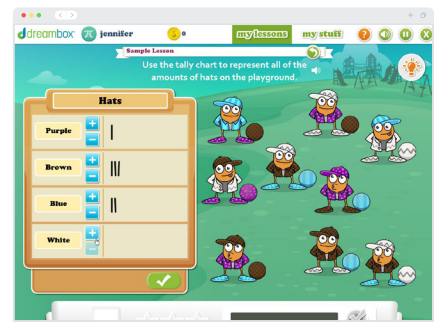 dreambox
jennifer
0
my lessons
my stuff
Sample Lesson
Use the tally chart to represent all of the
amounts of hats on the playground.
Hats
Purple
Brown
Blue
White